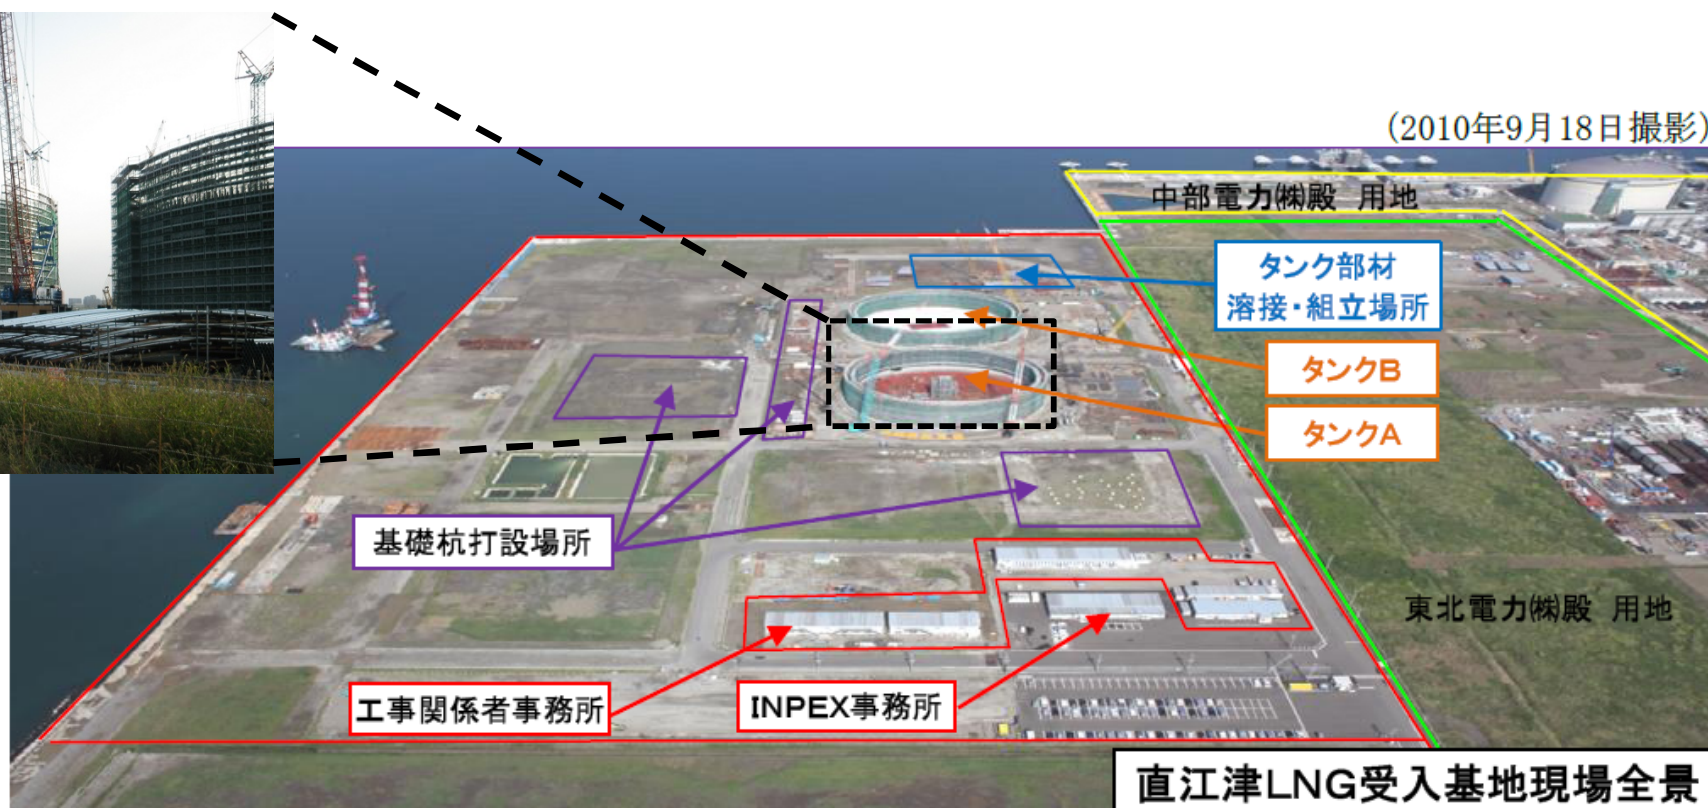 (2010年9月18日撮影)
中部電力㈱殿 用地
タンク部材
溶接・組立場所
タンクB
タンクA
基礎杭打設場所
東北電力㈱殿 用地
工事関係者事務所
INPEX事務所
直江津LNG受入基地現場全景